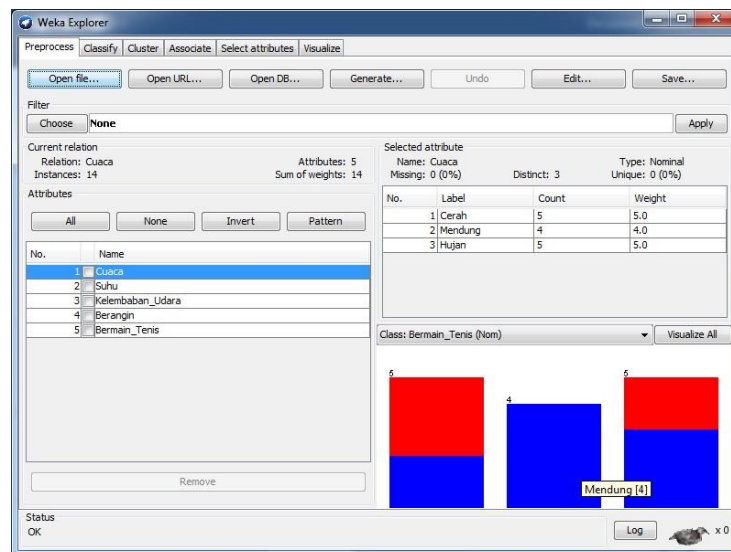 Weka Explorer
Preprocess Classify Cluster Associate Select attributes Visualize
Open file... Open URL... Open DB... Generate... Undo Edit... Save...
Filter
Choose None Apply
Current relation
Relation: Cuaca Attributes: 5
Instances: 14 Sum of weights: 14
Attributes
All None Invert Pattern
No. Name
1 Cuaca
2 Suhu
3 Kelembaban_Udara
4 Berangin
5 Bermain_Tenis
Remove
Selected attribute
Name: Cuaca Type: Nominal
Missing: 0 (0%) Distinct: 3 Unique: 0 (0%)
No. Label Count Weight
1 Cerah 5 5.0
2 Mendung 4 4.0
3 Hujan 5 5.0
Class: Bermain_Tenis (Nom) Visualize All
5 4 5
Mendung [4]
Status
OK Log x 0